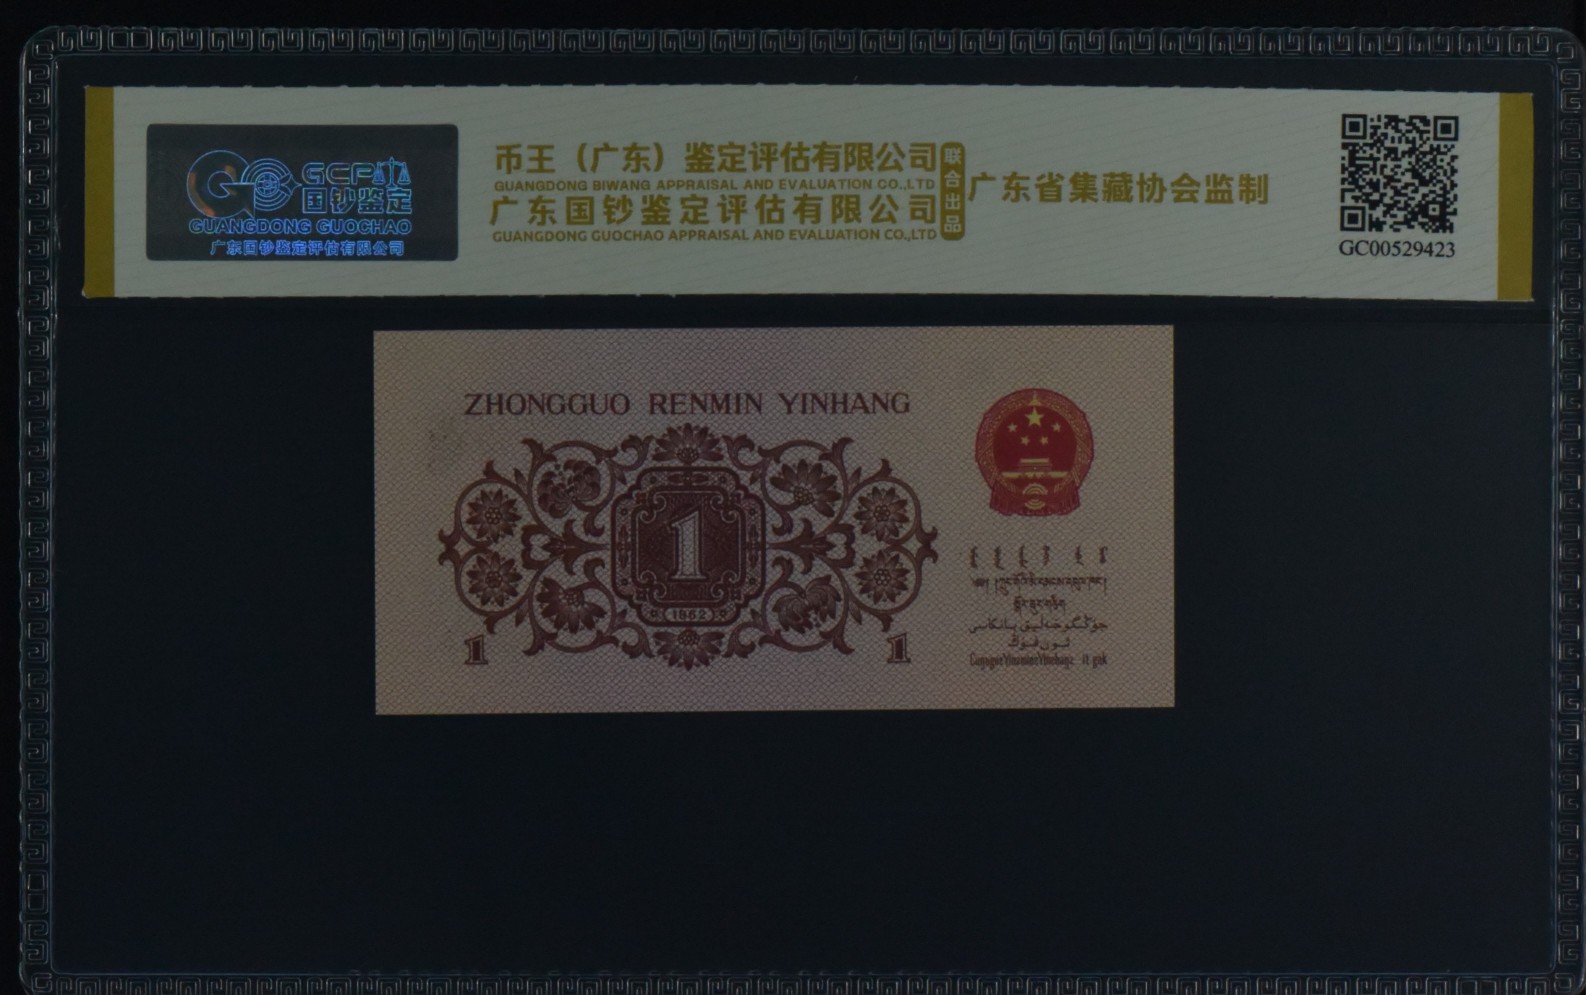 GCP
国钞鉴定
GUANGDONG GUOCHAO
广东国钞鉴定评估有限公司
币王（广东）鉴定评估有限公司
GUANGDONG BIWANG APPRAISAL AND EVALUATION CO.,LTD
广东国钞鉴定评估有限公司
GUANGDONG GUOCHAO APPRAISAL AND EVALUATION CO.,LTD
联合出品
广东省集藏协会监制
GC00529423
ZHONGGUO RENMIN YINHANG
1
(1962)
1
1